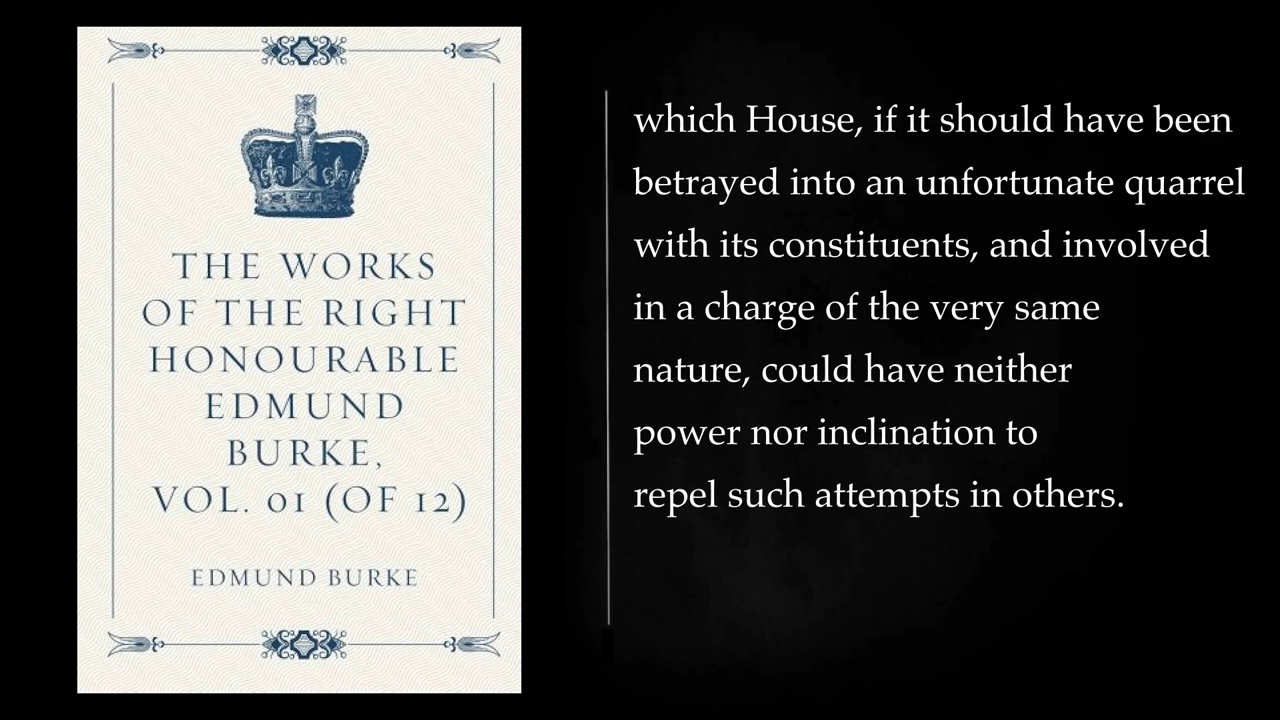 THE WORKS
OF THE RIGHT
HONOURABLE
EDMUND
BURKE,
VOL. 01 (OF 12)
EDMUND BURKE
which House, if it should have been
betrayed into an unfortunate quarrel
with its constituents, and involved
in a charge of the very same
nature, could have neither
power nor inclination to
repel such attempts in others.